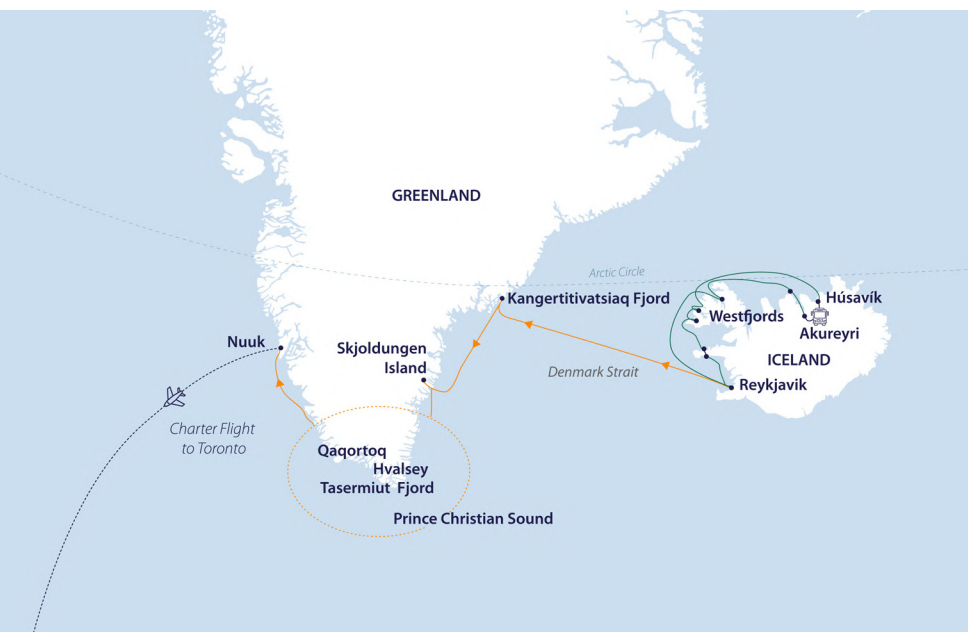 GREENLAND
Arctic Circle
Kangertitivatsiaq Fjord
Húsavík
Westfjords
Akureyri
Nuuk
Skjoldungen
Island
ICELAND
Denmark Strait
Reykjavik
Charter Flight
to Toronto
Qaqortoq
Hvalsey
Tasermiut Fjord
Prince Christian Sound